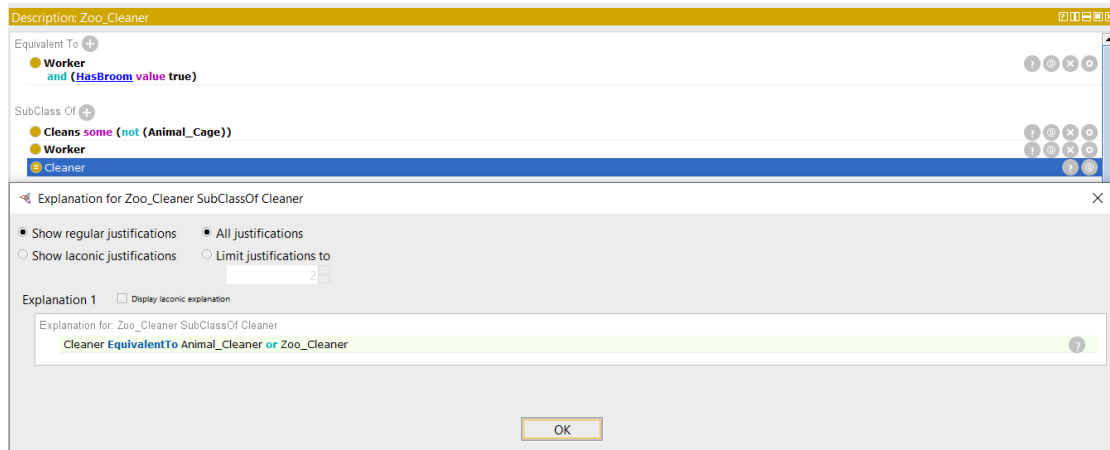 Description: Zoo_Cleaner
Equivalent To
Worker
and (HasBroom value true)
SubClass Of
Cleans some (not (Animal_Cage))
Worker
Cleaner
Explanation for Zoo_Cleaner SubClassOf Cleaner
Show regular justifications All justifications
Show laconic justifications Limit justifications to
2
Explanation 1 Display laconic explanation
Explanation for: Zoo_Cleaner SubClassOf Cleaner
Cleaner EquivalentTo Animal_Cleaner or Zoo_Cleaner
OK